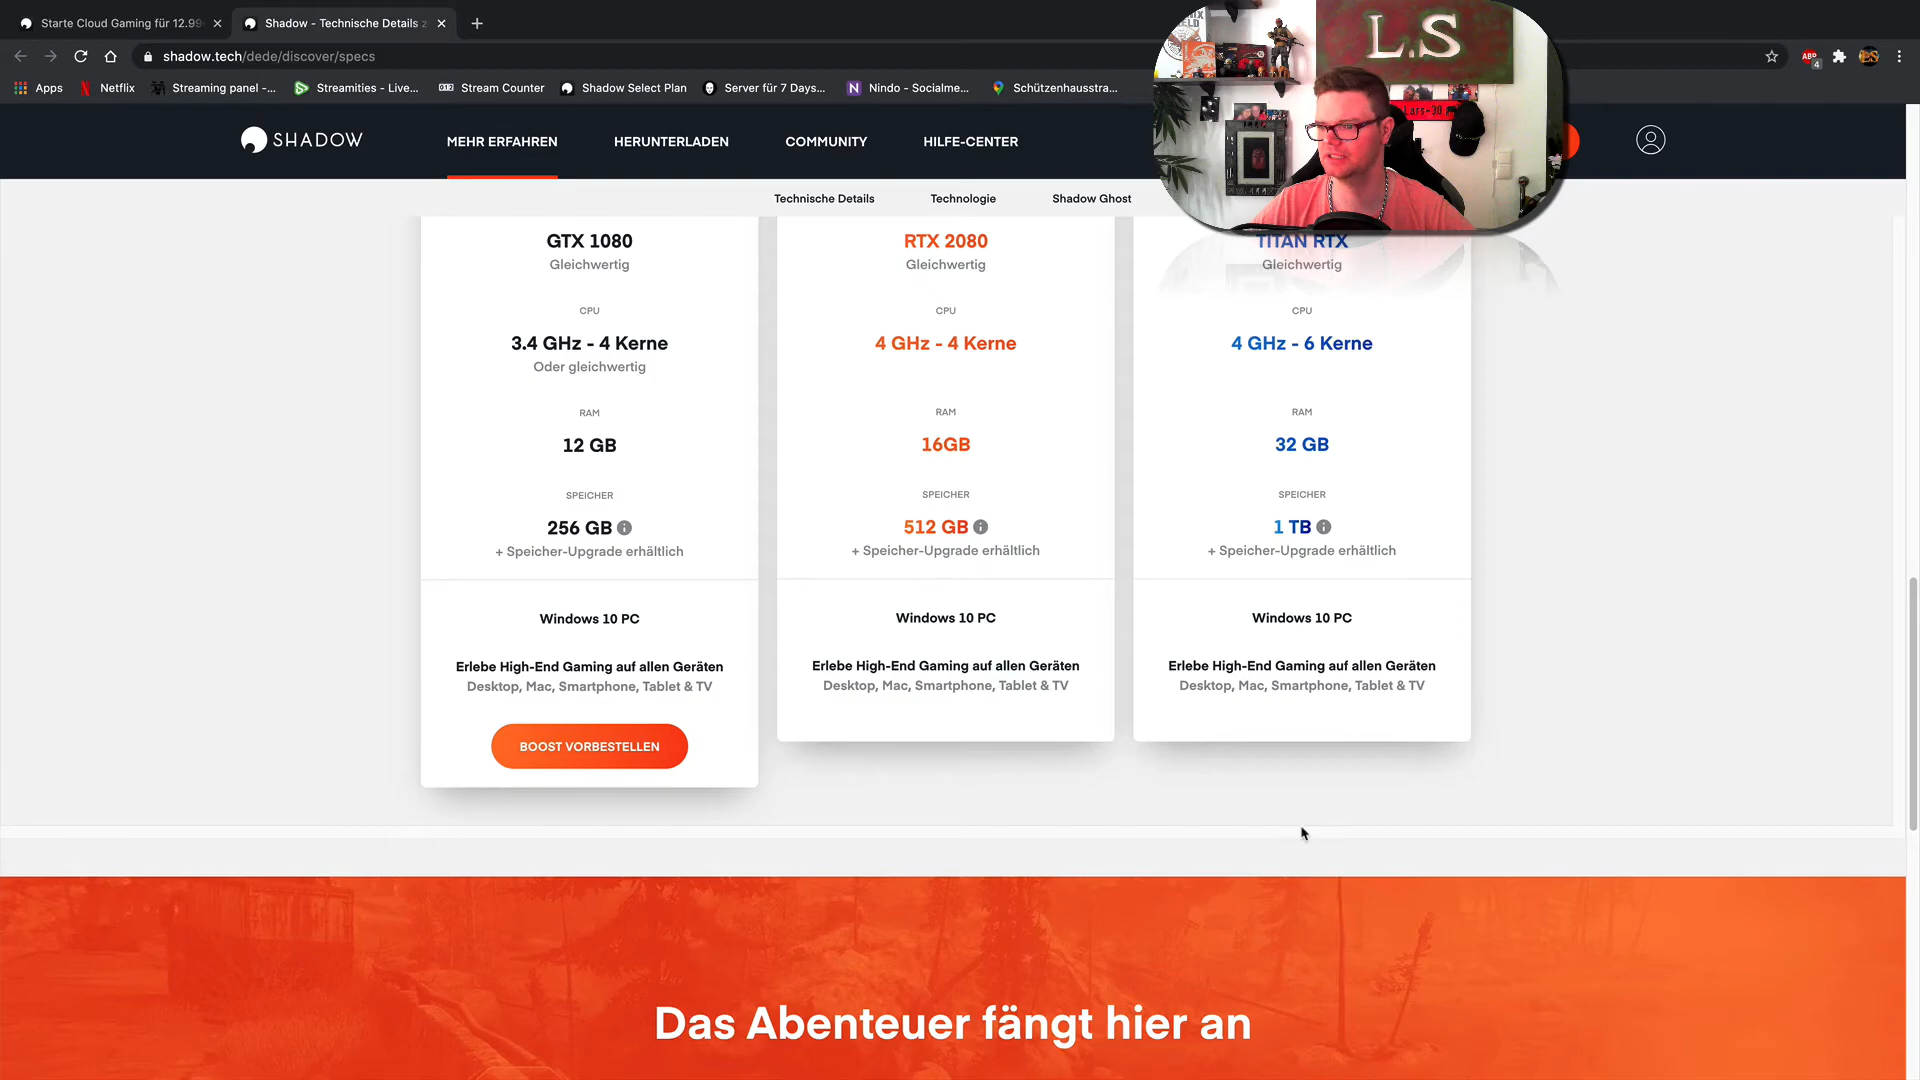 Starte Cloud Gaming für 12.99
Shadow - Technische Details z
shadow.tech/dede/discover/specs
Apps
Netflix
Streaming panel -...
Streamities - Live...
Stream Counter
Shadow Select Plan
Server für 7 Days...
Nindo - Socialme...
Schützenhausstra...
L.S
Lars-30
SHADOW
MEHR ERFAHREN
HERUNTERLADEN
COMMUNITY
HILFE-CENTER
Technische Details
Technologie
Shadow Ghost
GTX 1080
Gleichwertig
CPU
3.4 GHz - 4 Kerne
Oder gleichwertig
RAM
12 GB
SPEICHER
256 GB
+ Speicher-Upgrade erhältlich
Windows 10 PC
Erlebe High-End Gaming auf allen Geräten
Desktop, Mac, Smartphone, Tablet & TV
BOOST VORBESTELLEN
RTX 2080
Gleichwertig
CPU
4 GHz - 4 Kerne
RAM
16GB
SPEICHER
512 GB
+ Speicher-Upgrade erhältlich
Windows 10 PC
Erlebe High-End Gaming auf allen Geräten
Desktop, Mac, Smartphone, Tablet & TV
TITAN RTX
Gleichwertig
CPU
4 GHz - 6 Kerne
RAM
32 GB
SPEICHER
1 TB
+ Speicher-Upgrade erhältlich
Windows 10 PC
Erlebe High-End Gaming auf allen Geräten
Desktop, Mac, Smartphone, Tablet & TV
Das Abenteuer fängt hier an